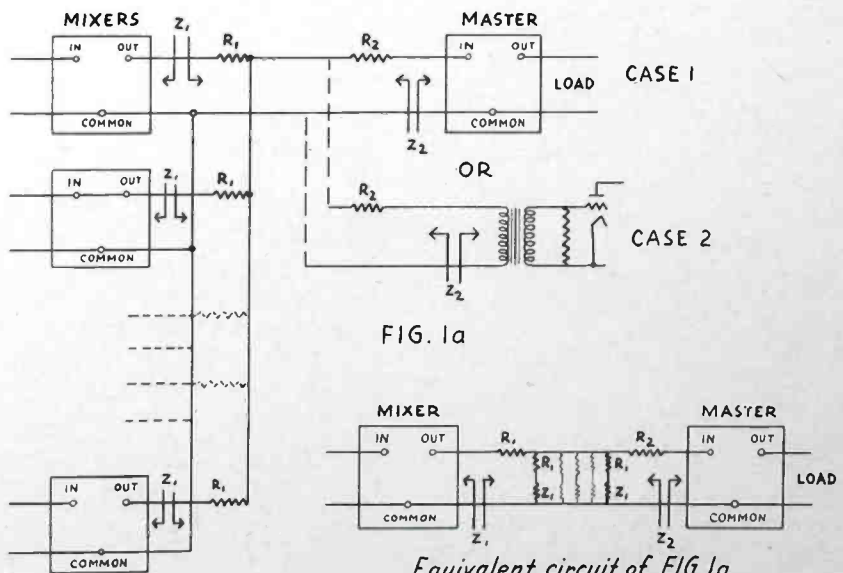 MIXERS
Z₁
R₁
R₂
MASTER
IN
OUT
COMMON
IN
LOAD
COMMON
Z₂
CASE 1
OR
IN
OUT
COMMON
Z₁
R₁
R₂
Z₂
CASE 2
FIG. 1a
IN
OUT
COMMON
Z₁
R₁
MIXER
MASTER
IN
OUT
COMMON
R₁
R₁
Z₁
R₁
Z₁
R₂
IN
COMMON
LOAD
Z₁
Z₂
Equivalent circuit of FIG. 1a